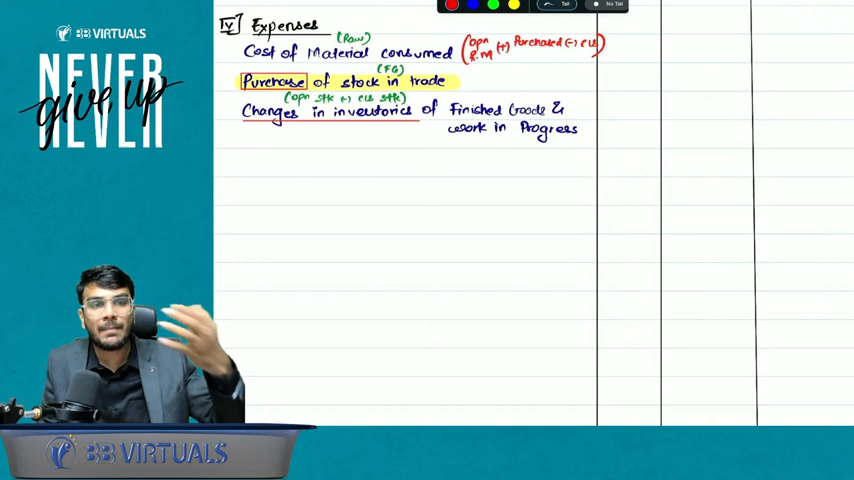 BB VIRTUALS
NEVER
give up
NEVER
Tail
No Tail
IV] Expenses
(Raw)
Cost of Material consumed (opn R.M (+) Purchased (-) cls)
(FG)
Purchase of stock in trade
(opn stk (-) cls stk)
Changes in inventories of Finished Goods &
work in Progress
BB VIRTUALS